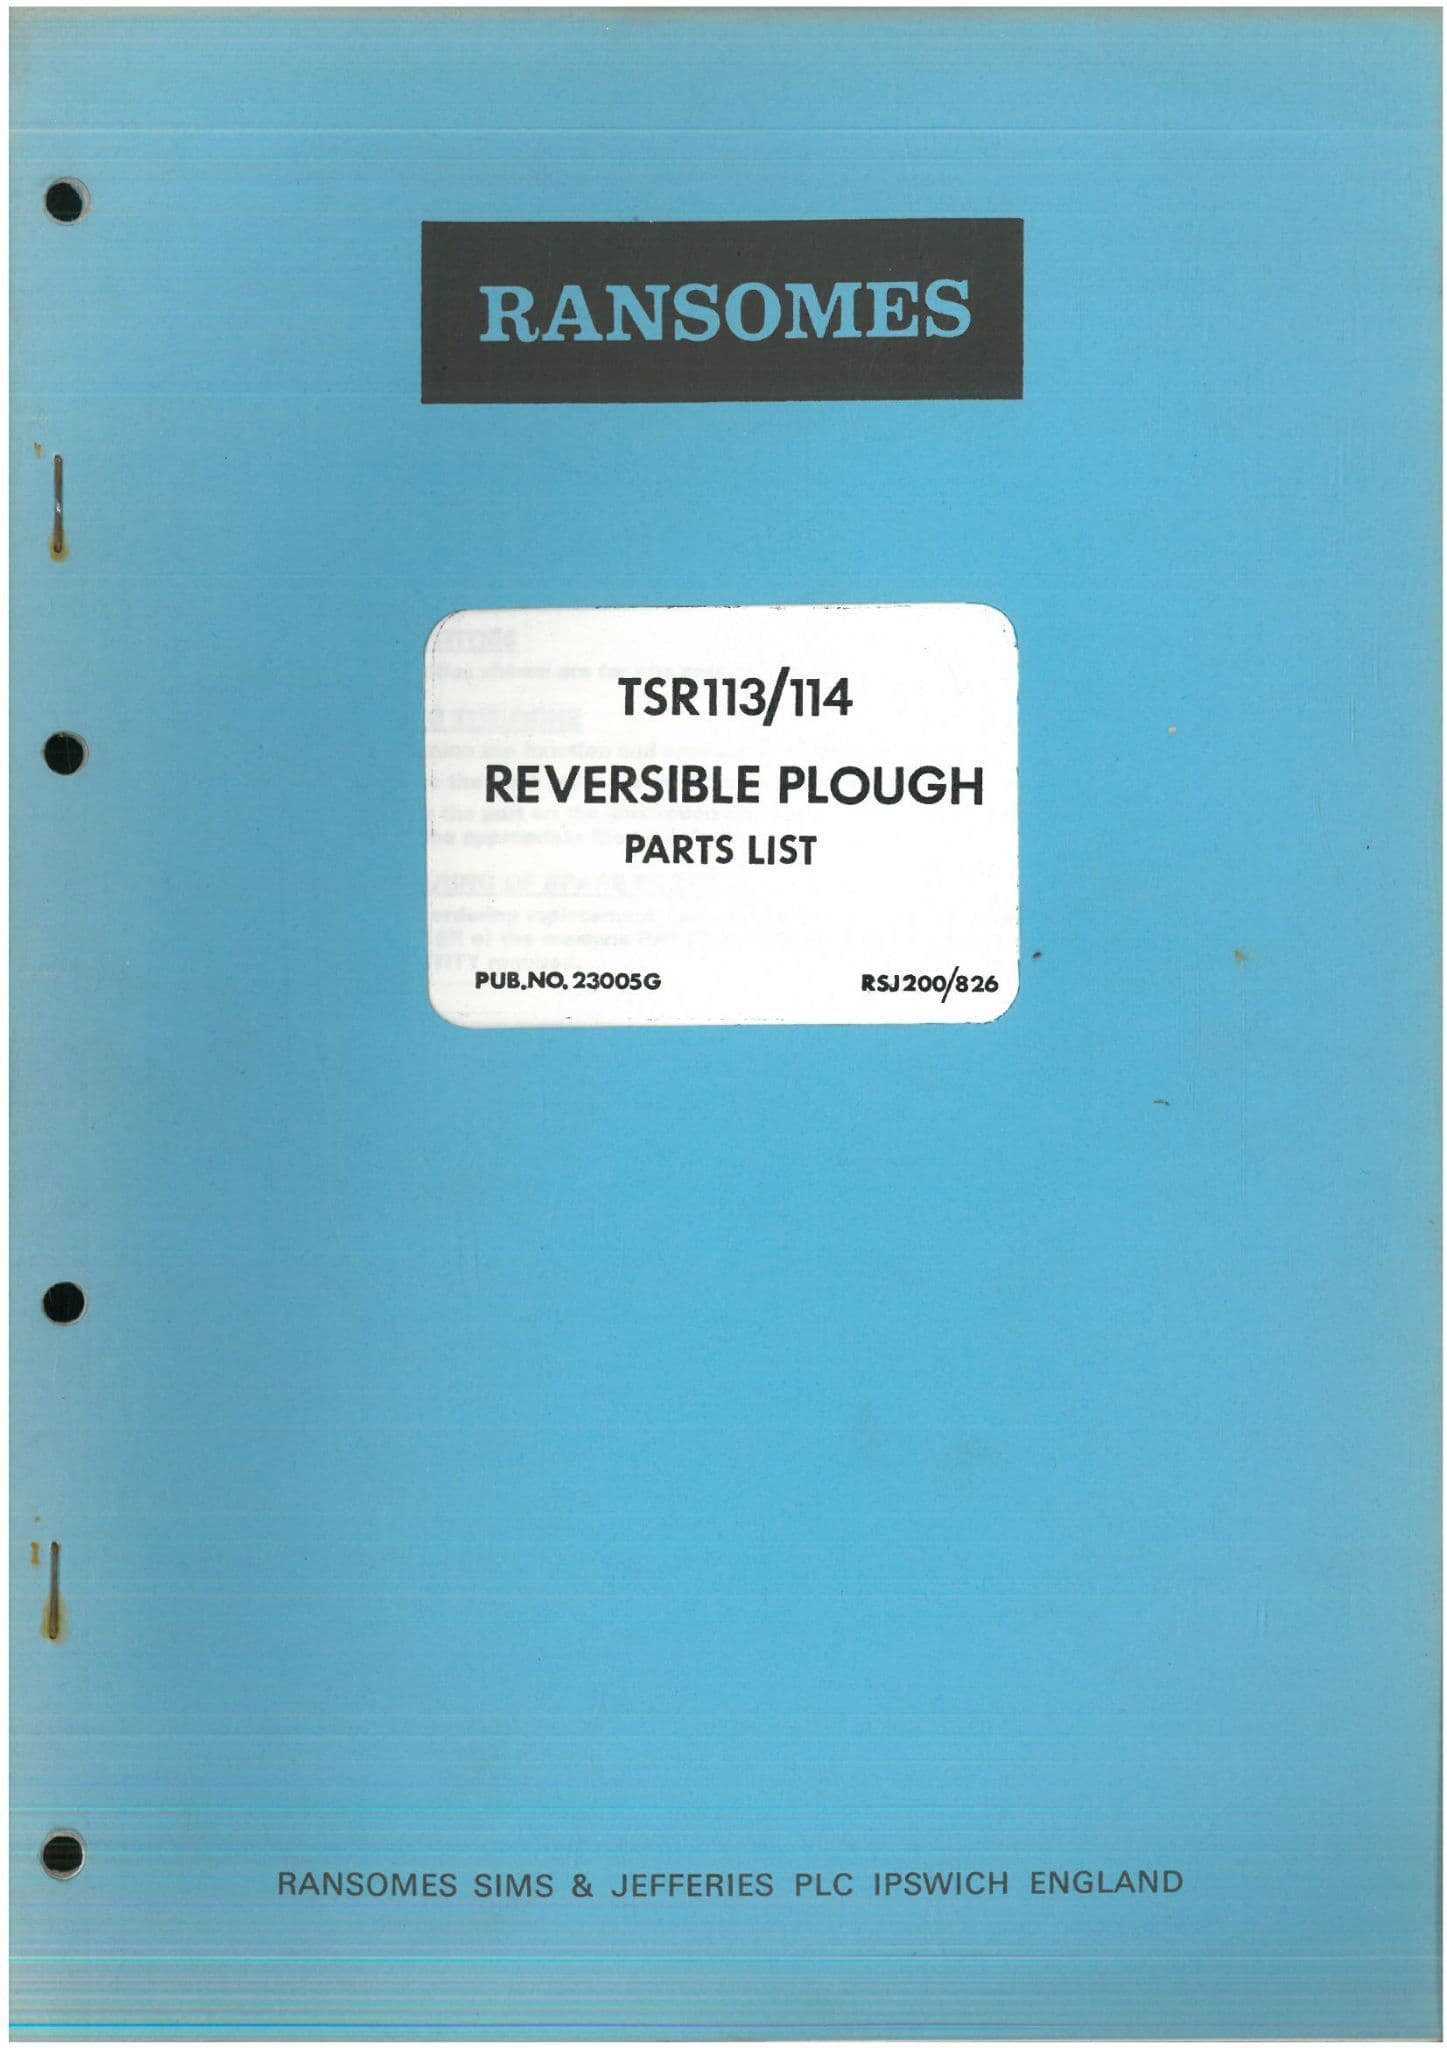 RANSOMES
TSR113/114
REVERSIBLE PLOUGH
PARTS LIST
PUB.NO. 23005G RSJ200/826
RANSOMES SIMS & JEFFERIES PLC IPSWICH ENGLAND